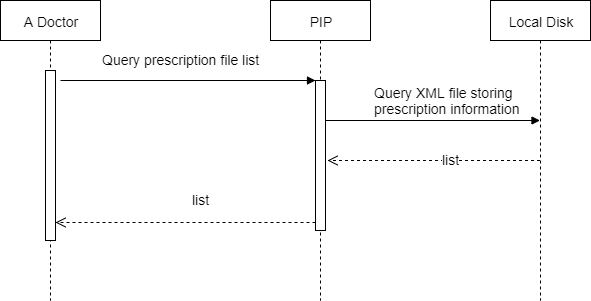 A Doctor
PIP
Local Disk
Query prescription file list
Query XML file storing
prescription information
list
list